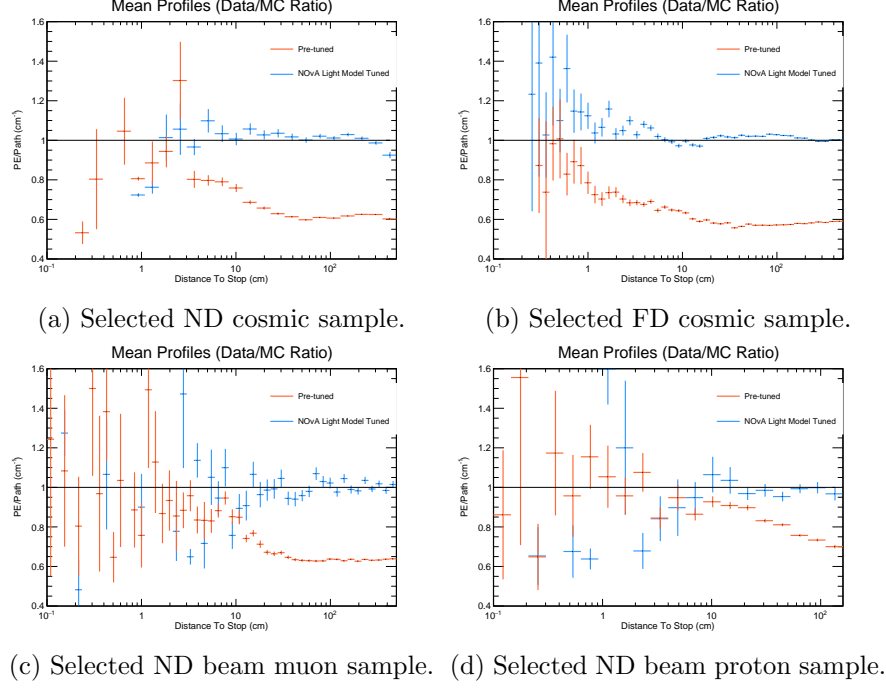 Mean Profiles (Data/MC Ratio)
PE/Path (cm⁻¹)
1.6
1.4
1.2
1
0.8
0.6
0.4
Pre-tuned
NOvA Light Model Tuned
10⁻¹ 1 10 10²
Distance To Stop (cm)
(a) Selected ND cosmic sample.
Mean Profiles (Data/MC Ratio)
PE/Path (cm⁻¹)
1.6
1.4
1.2
1
0.8
0.6
0.4
Pre-tuned
NOvA Light Model Tuned
10⁻¹ 1 10 10²
Distance To Stop (cm)
(b) Selected FD cosmic sample.
Mean Profiles (Data/MC Ratio)
PE/Path (cm⁻¹)
1.6
1.4
1.2
1
0.8
0.6
0.4
Pre-tuned
NOvA Light Model Tuned
10⁻¹ 1 10 10²
Distance To Stop (cm)
(c) Selected ND beam muon sample.
Mean Profiles (Data/MC Ratio)
PE/Path (cm⁻¹)
1.6
1.4
1.2
1
0.8
0.6
0.4
Pre-tuned
NOvA Light Model Tuned
10⁻¹ 1 10 10²
Distance To Stop (cm)
(d) Selected ND beam proton sample.